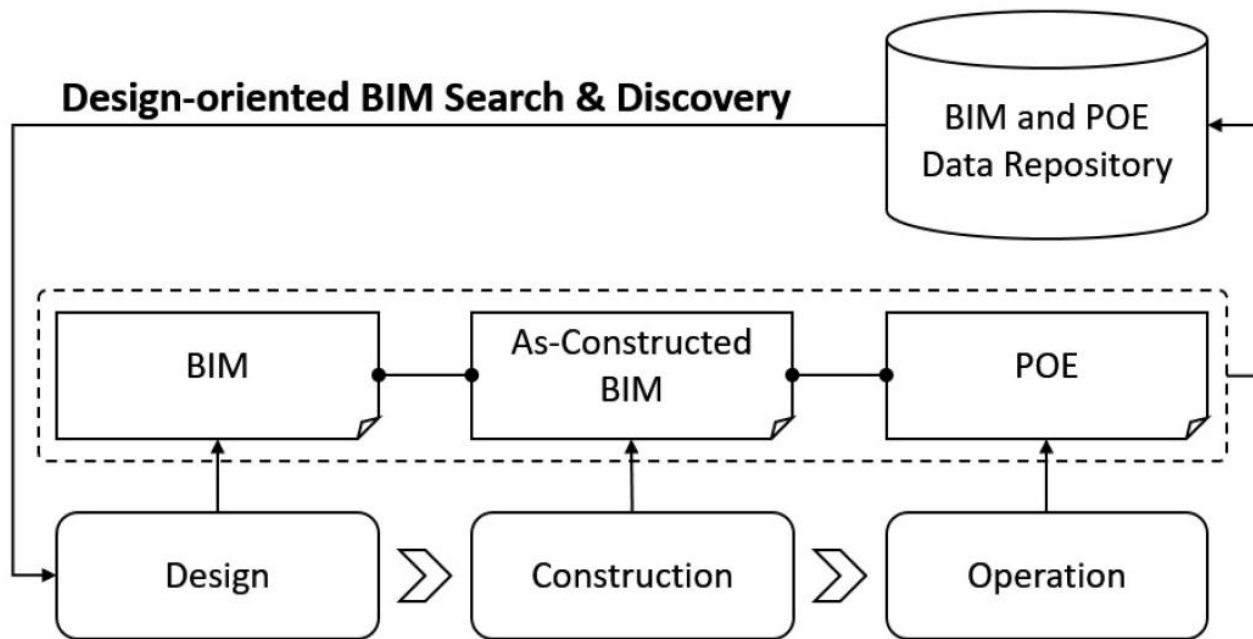 Design-oriented BIM Search & Discovery
BIM and POE
Data Repository
BIM
As-Constructed
BIM
POE
Design
Construction
Operation